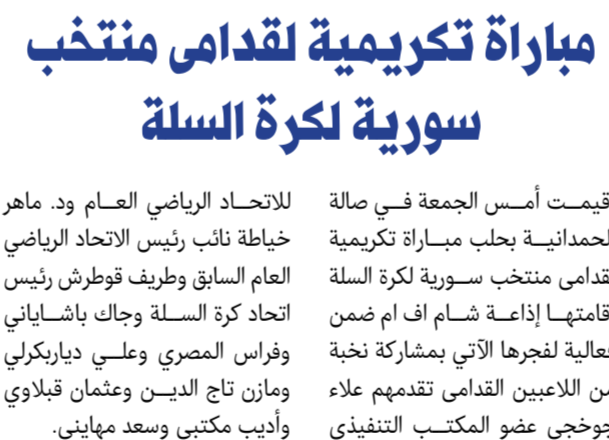 مباراة تكريمية لقدامى منتخب
سورية لكرة السلة
قيمت أمس الجمعة في صالة
لحمدانية بحلب مباراة تكريمية
قدامى منتخب سورية لكرة السلة
قامتها إذاعة شام اف ام ضمن
فعالية لفجرها الآتي بمشاركة نخبة
من اللاعبين القدامى تقدمهم علاء
جوخجي عضو المكتب التنفيذي
للاتحاد الرياضي العام ود. ماهر
خياطة نائب رئيس الاتحاد الرياضي
العام السابق وطريف قوطرش رئيس
اتحاد كرة السلة وجاك باشاياني
وفراس المصري وعلي دياربكرلي
ومازن تاج الدين وعثمان قبلاوي
وأديب مكتبي وسعد مهايني.